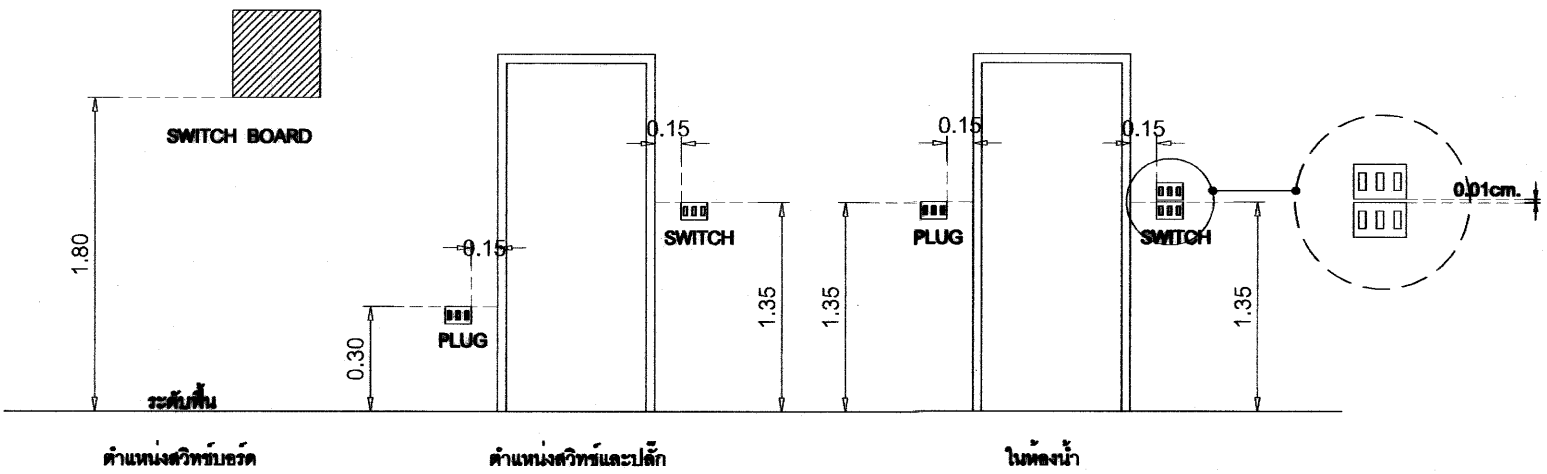 SWITCH BOARD
1.80
ระดับพื้น
ตำแหน่งสวิทช์บอร์ด
0.15
PLUG
0.30
0.15
SWITCH
1.35
ตำแหน่งสวิทช์และปลั๊ก
0.15
PLUG
1.35
0.15
SWITCH
1.35
0.01cm.
ในห้องน้ำ